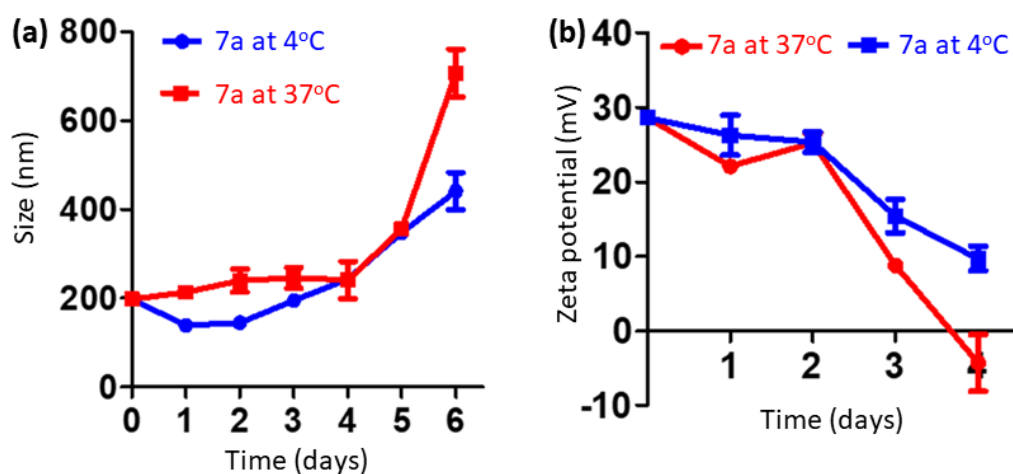 (a)
7a at 4°C
7a at 37°C
800
600
400
200
0
Size (nm)
0 1 2 3 4 5 6
Time (days)
(b)
7a at 37°C 7a at 4°C
40
30
20
10
0
-10
Zeta potential (mV)
1 2 3 4
Time (days)